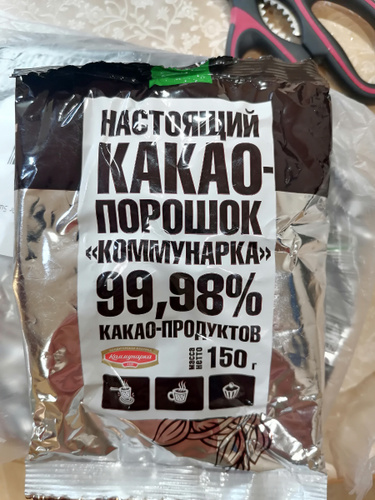 НАСТОЯЩИЙ
КАКАО-
ПОРОШОК
«КОММУНАРКА»
99,98%
КАКАО-ПРОДУКТОВ
Коммунарка
масса
нетто
150 г